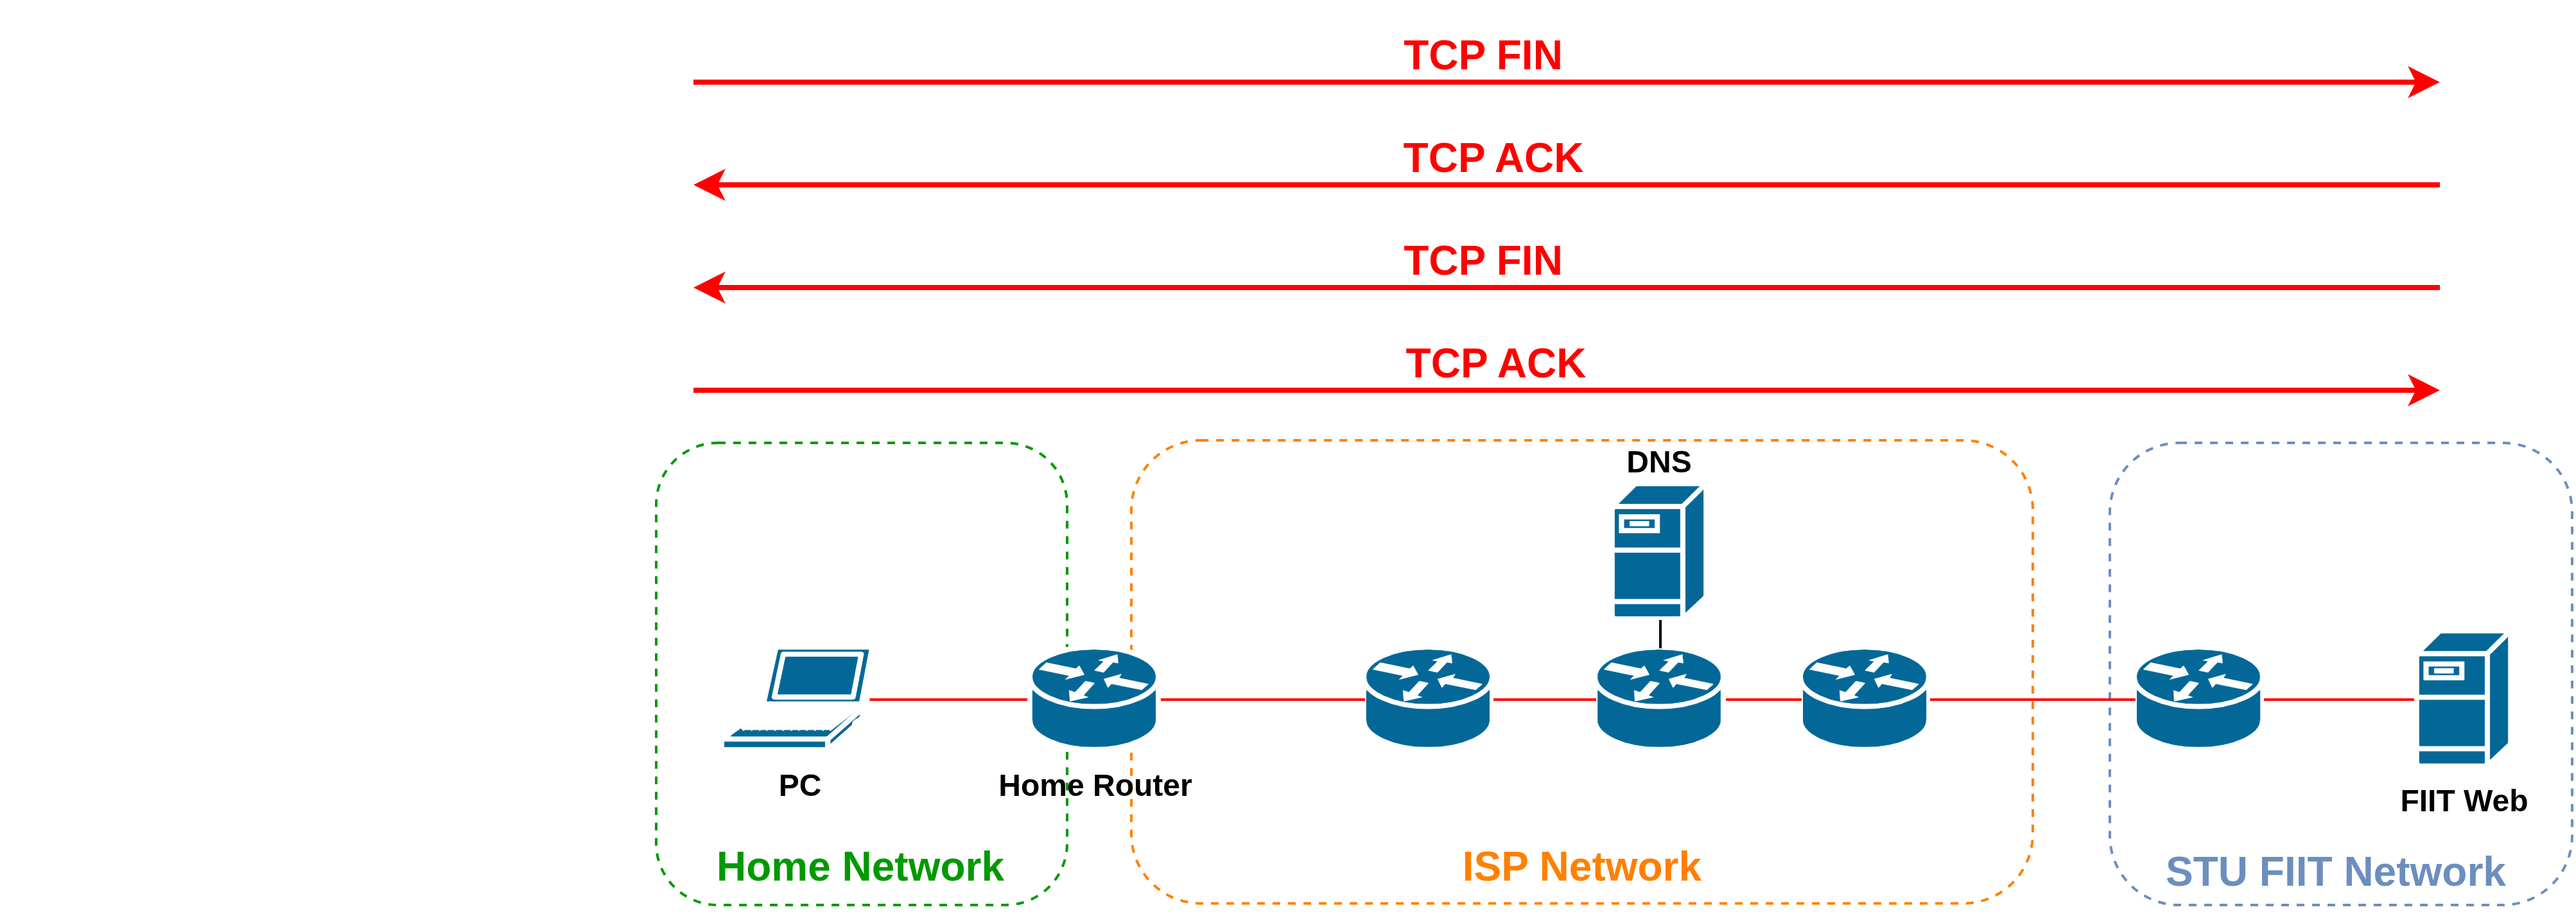 TCP FIN
TCP ACK
TCP FIN
TCP ACK
DNS
PC
Home Router
FIIT Web
Home Network
ISP Network
STU FIIT Network